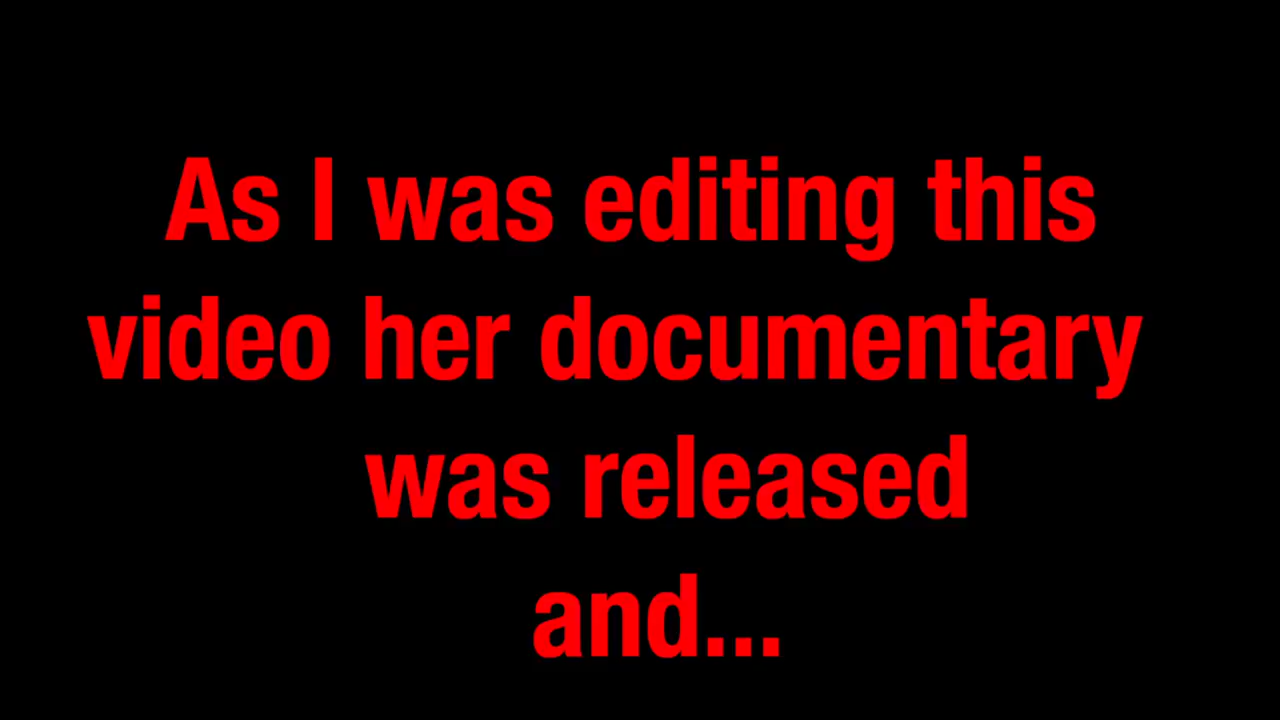 As I was editing this
video her documentary
was released
and...